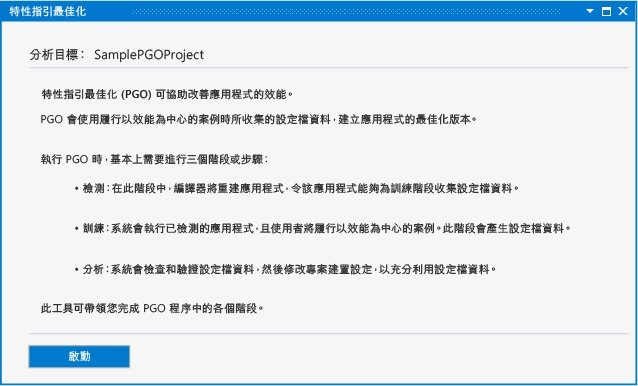 特性指引最佳化
分析目標： SamplePGOProject
特性指引最佳化 (PGO) 可協助改善應用程式的效能。
PGO 會使用履行以效能為中心的案例時所收集的設定檔資料，建立應用程式的最佳化版本。
執行 PGO 時，基本上需要進行三個階段或步驟：
• 檢測：在此階段中，編譯器將重建應用程式，令該應用程式能夠為訓練階段收集設定檔資料。
• 訓練：系統會執行已檢測的應用程式，且使用者將履行以效能為中心的案例。此階段會產生設定檔資料。
• 分析：系統會檢查和驗證設定檔資料，然後修改專案建置設定，以充分利用設定檔資料。
此工具可帶領您完成 PGO 程序中的各個階段。
啟動